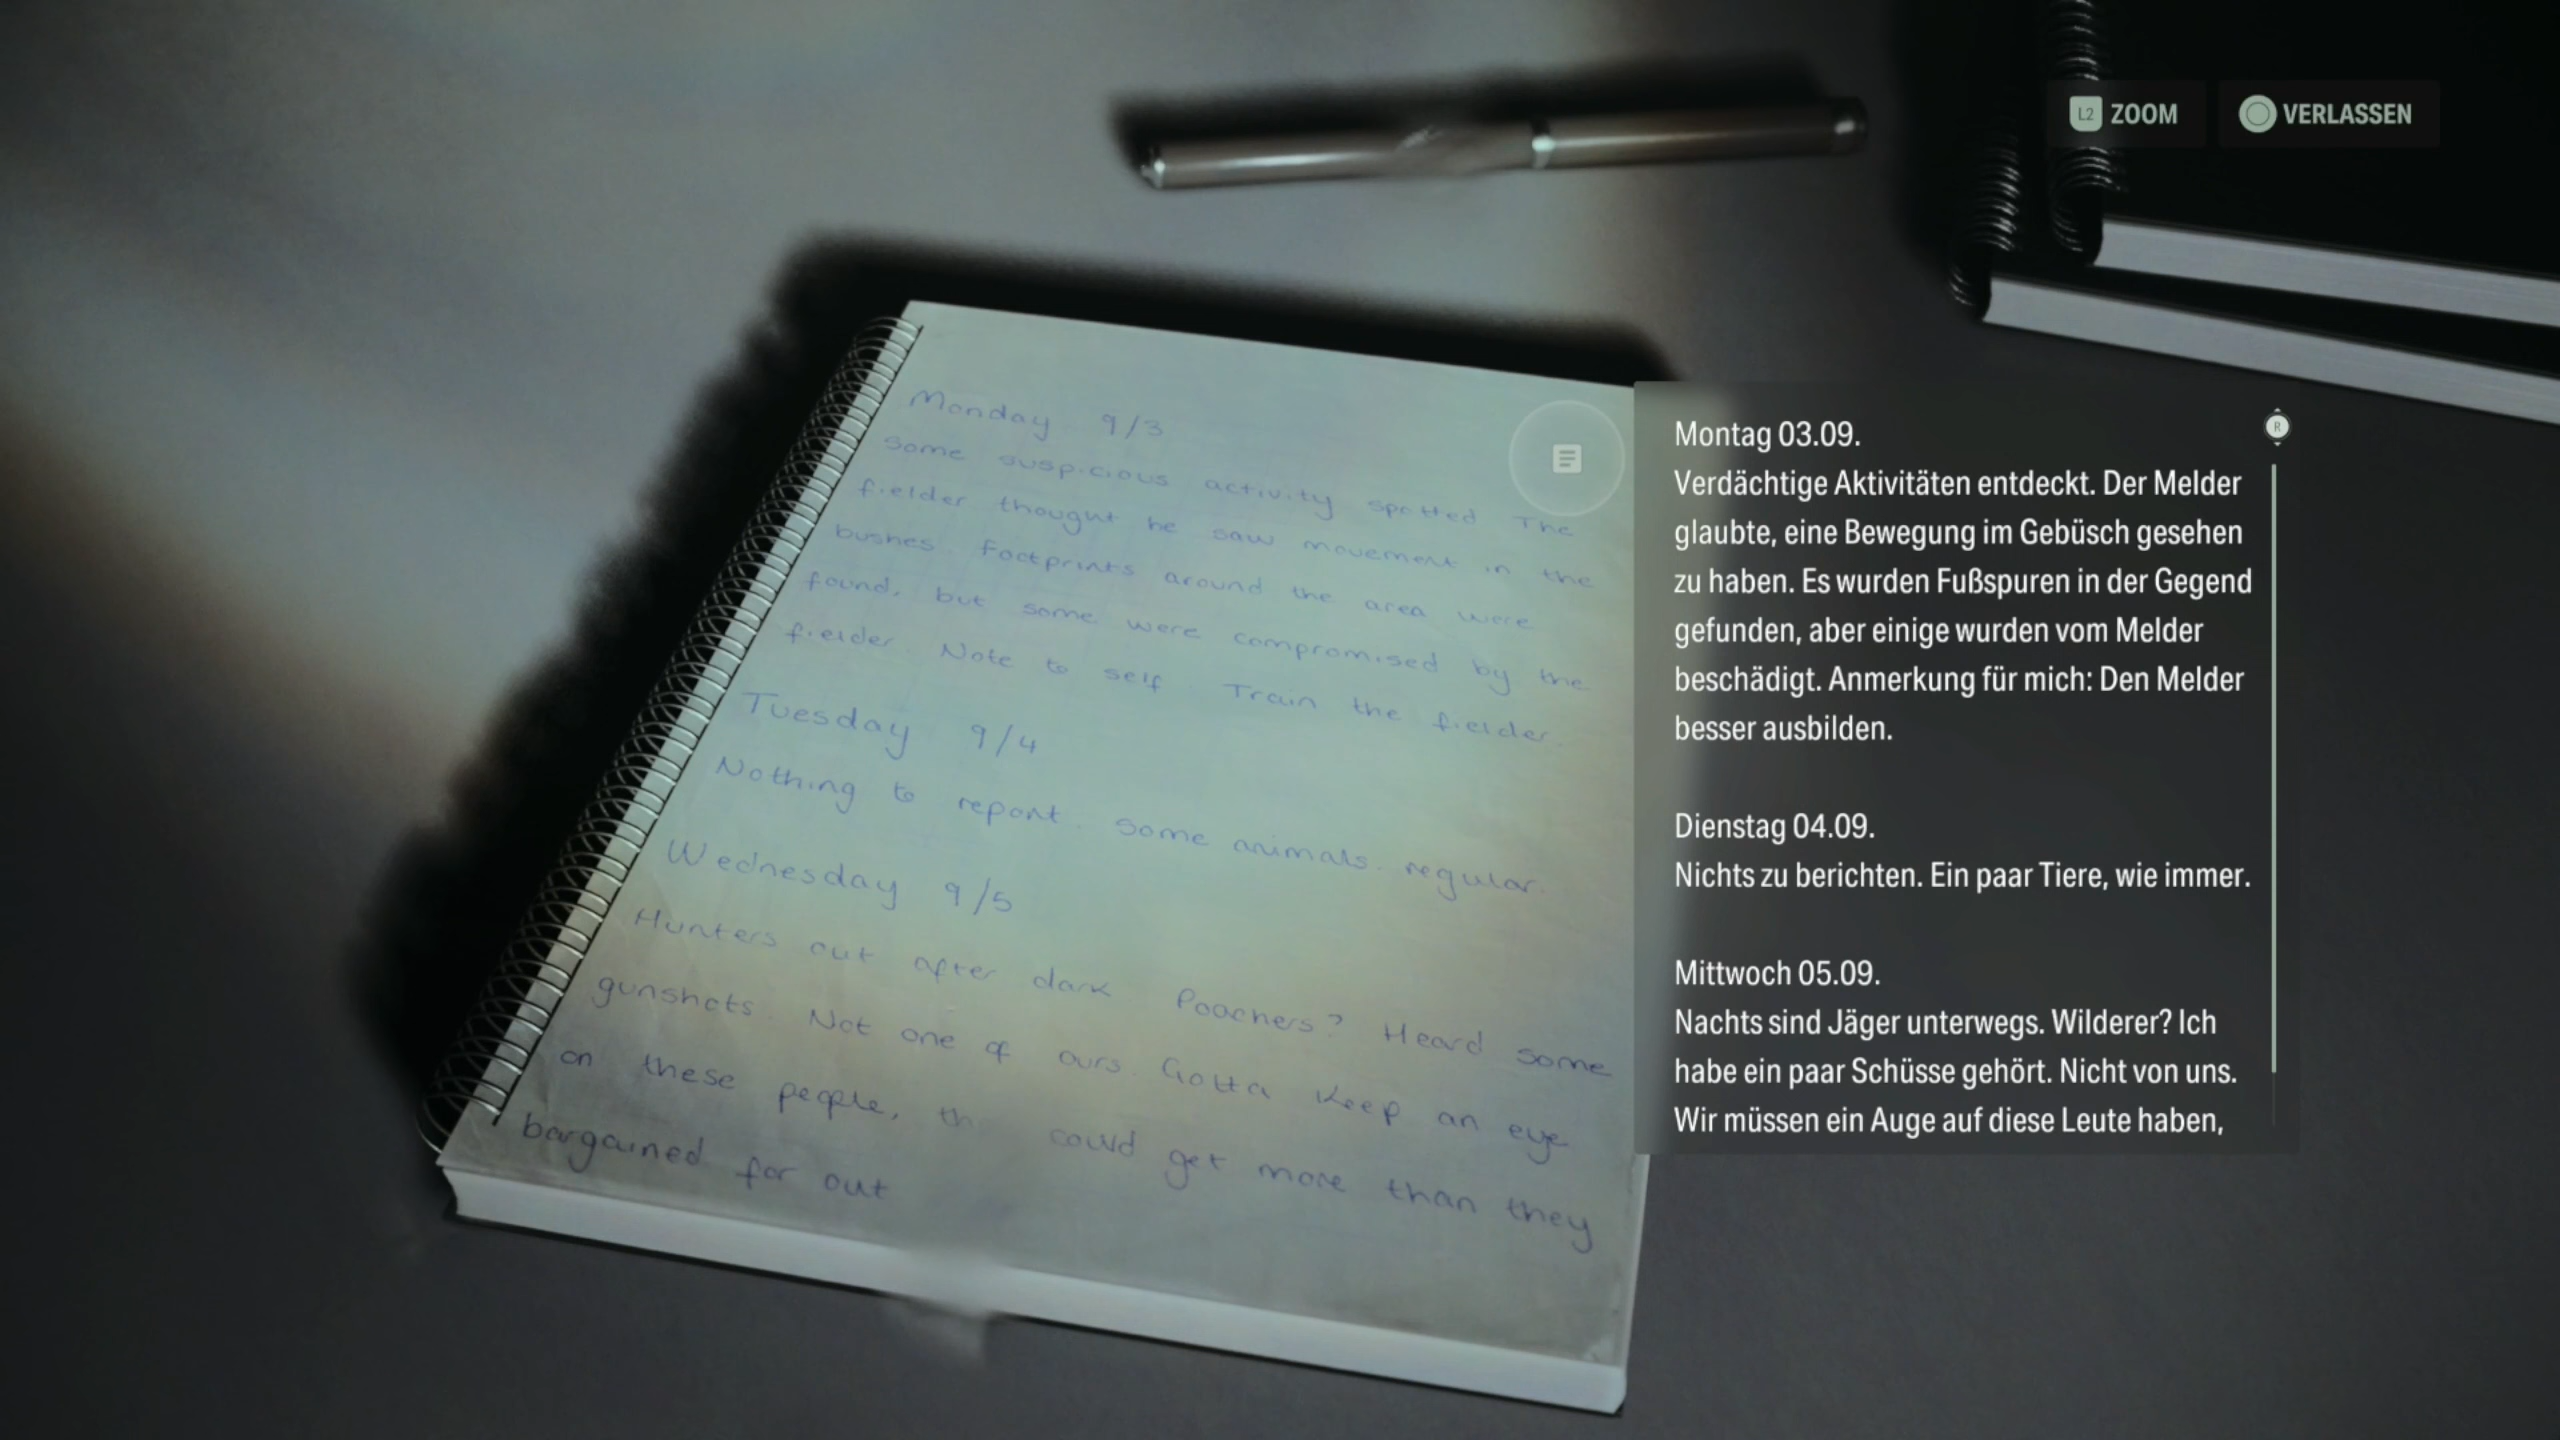 L2 ZOOM
VERLASSEN
Monday 9/3
some suspicious activity spotted The
fielder thought he saw movement in the
bushes. Footprints around the area were
found, but some were compromised by the
fielder. Note to self. Train the fielder.
Tuesday 9/4
Nothing to report. some animals. regular.
Wednesday 9/5
Hunters out after dark Poachers? Heard some
gunshots. Not one of ours. Gotta keep an eye
on these people, could get more than they
bargained for out
R
Montag 03.09.
Verdächtige Aktivitäten entdeckt. Der Melder
glaubte, eine Bewegung im Gebüsch gesehen
zu haben. Es wurden Fußspuren in der Gegend
gefunden, aber einige wurden vom Melder
beschädigt. Anmerkung für mich: Den Melder
besser ausbilden.
Dienstag 04.09.
Nichts zu berichten. Ein paar Tiere, wie immer.
Mittwoch 05.09.
Nachts sind Jäger unterwegs. Wilderer? Ich
habe ein paar Schüsse gehört. Nicht von uns.
Wir müssen ein Auge auf diese Leute haben,